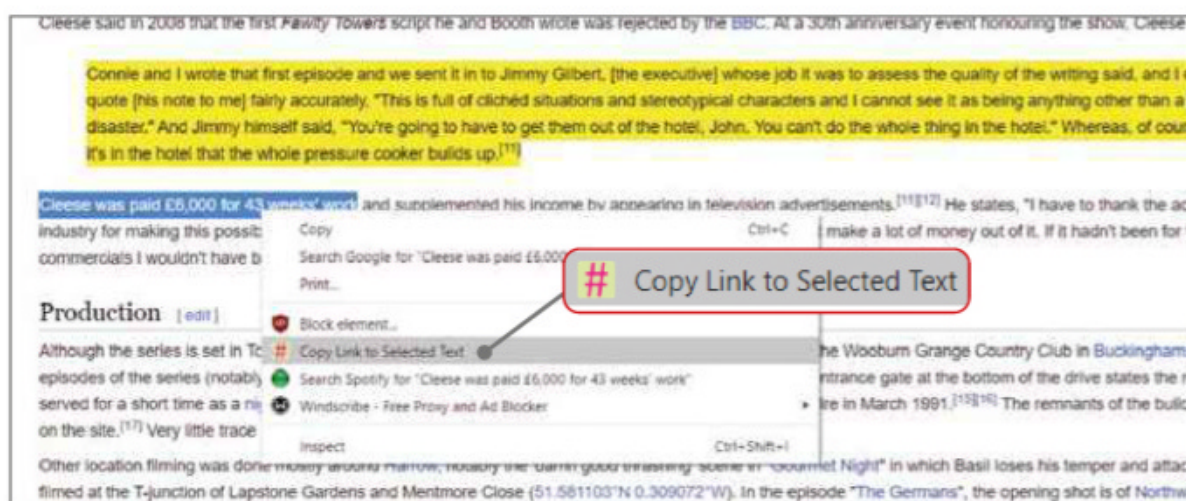 Cleese said in 2008 that the first Fawlty Towers script he and Booth wrote was rejected by the BBC. At a 30th anniversary event honouring the show, Cleese
Connie and I wrote that first episode and we sent it in to Jimmy Gilbert, [the executive] whose job it was to assess the quality of the writing said, and I
quote [his note to me] fairly accurately, "This is full of clichéd situations and stereotypical characters and I cannot see it as being anything other than a
disaster." And Jimmy himself said, "You're going to have to get them out of the hotel, John. You can't do the whole thing in the hotel." Whereas, of cour
it's in the hotel that the whole pressure cooker builds up.[11]
Cleese was paid £6,000 for 43 weeks' work and supplemented his income by appearing in television advertisements.[11][12] He states, "I have to thank the ad
industry for making this possib
Copy Ctrl+C
make a lot of money out of it. If it hadn't been for
commercials I wouldn't have b
Search Google for "Cleese was paid £6,000
# Copy Link to Selected Text
Print...
Production [edit]
Block element...
Although the series is set in To
# Copy Link to Selected Text
he Wooburn Grange Country Club in Buckingham
episodes of the series (notably
Search Spotify for "Cleese was paid £6,000 for 43 weeks' work"
ntrance gate at the bottom of the drive states the
served for a short time as a ni
Windscribe - Free Proxy and Ad Blocker
ire in March 1991.[15][16] The remnants of the build
on the site.[17] Very little trace
Inspect Ctrl+Shift+I
Other location filming was done mostly around Harrow, notably the "damn good thrashing" scene in "Gourmet Night" in which Basil loses his temper and attac
filmed at the T-junction of Lapstone Gardens and Mentmore Close (51.581103°N 0.309072°W). In the episode "The Germans", the opening shot is of Northw